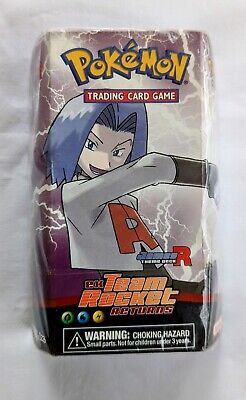 POKéMON
TRADING CARD GAME
R
R
THEME DECK
EX
Team
Rocket
RETURNS
WARNING: CHOKING HAZARD
Small parts. Not for children under 3 years.